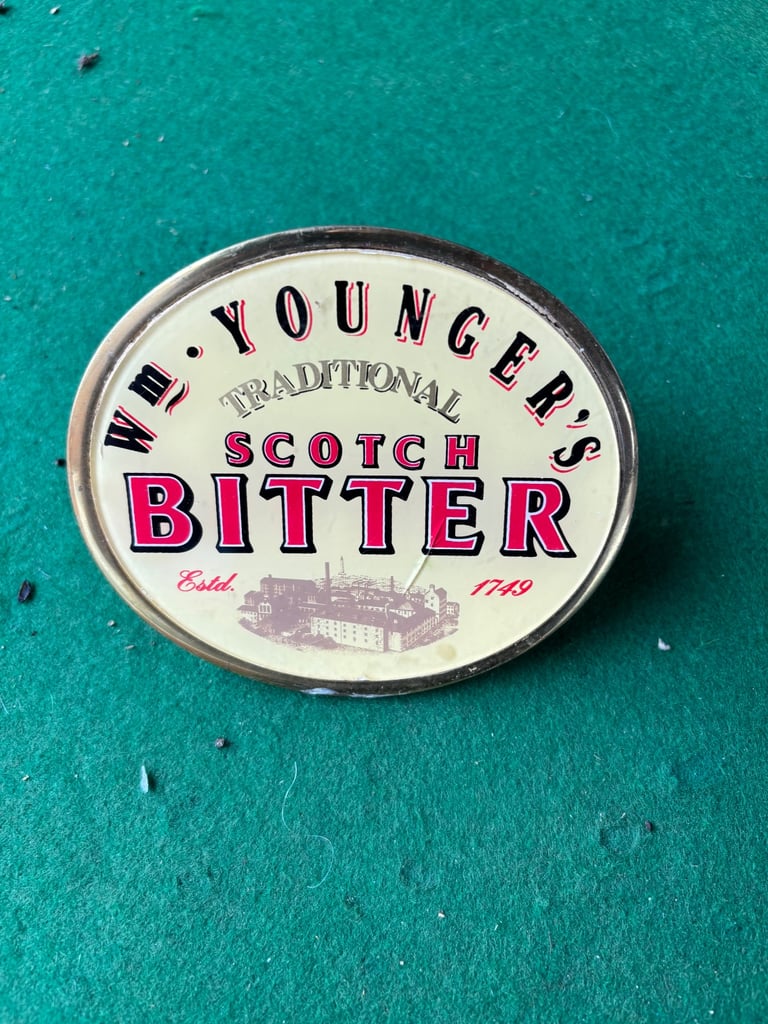 Wm. YOUNGER'S
TRADITIONAL
SCOTCH
BITTER
Estd. 1749